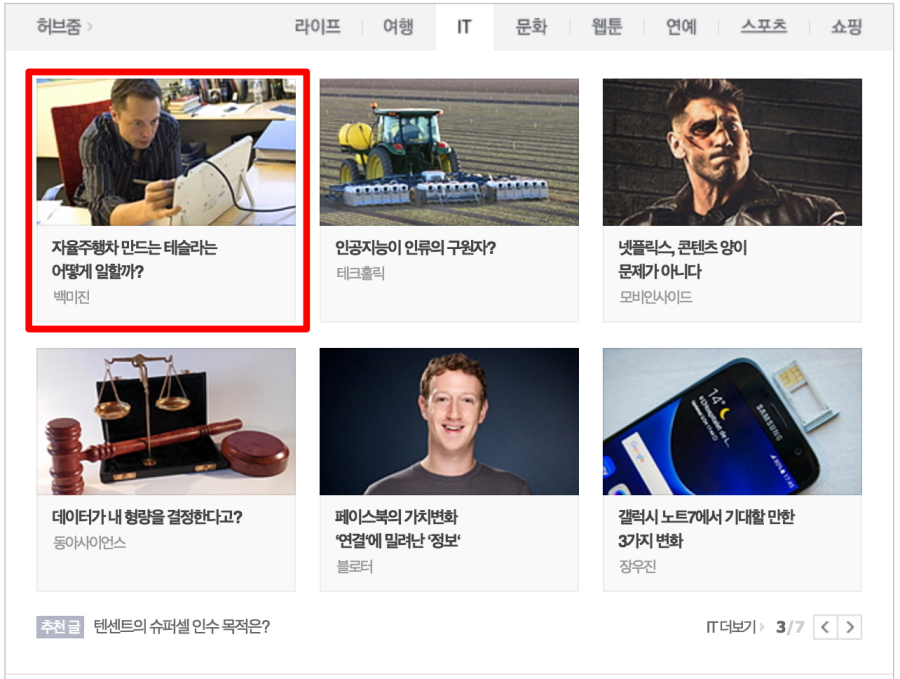 허브줌 >
라이프
여행
IT
문화
웹툰
연예
스포츠
쇼핑
자율주행차 만드는 테슬라는
어떻게 일할까?
백미진
인공지능이 인류의 구원자?
테크홀릭
넷플릭스, 콘텐츠 양이
문제가 아니다
모비인사이드
14°
SAMSUNG
Google
데이터가 내 형량을 결정한다고?
동아사이언스
페이스북의 가치변화
‘연결‘에 밀려난 ‘정보‘
블로터
갤럭시 노트7에서 기대할 만한
3가지 변화
장우진
추천글 텐센트의 슈퍼셀 인수 목적은?
IT 더보기 > 3/7 < >